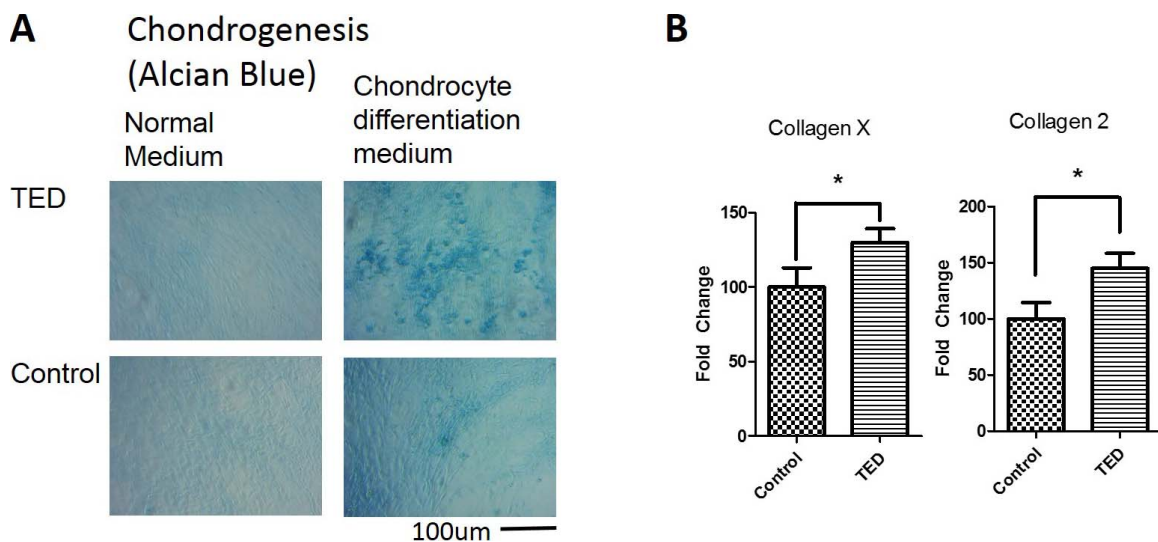 A
Chondrogenesis
(Alcian Blue)
Normal
Medium
Chondrocyte
differentiation
medium
TED
Control
100um
B
Collagen X
*
Fold Change
150
100
50
0
Control
TED
Collagen 2
*
Fold Change
200
150
100
50
0
Control
TED